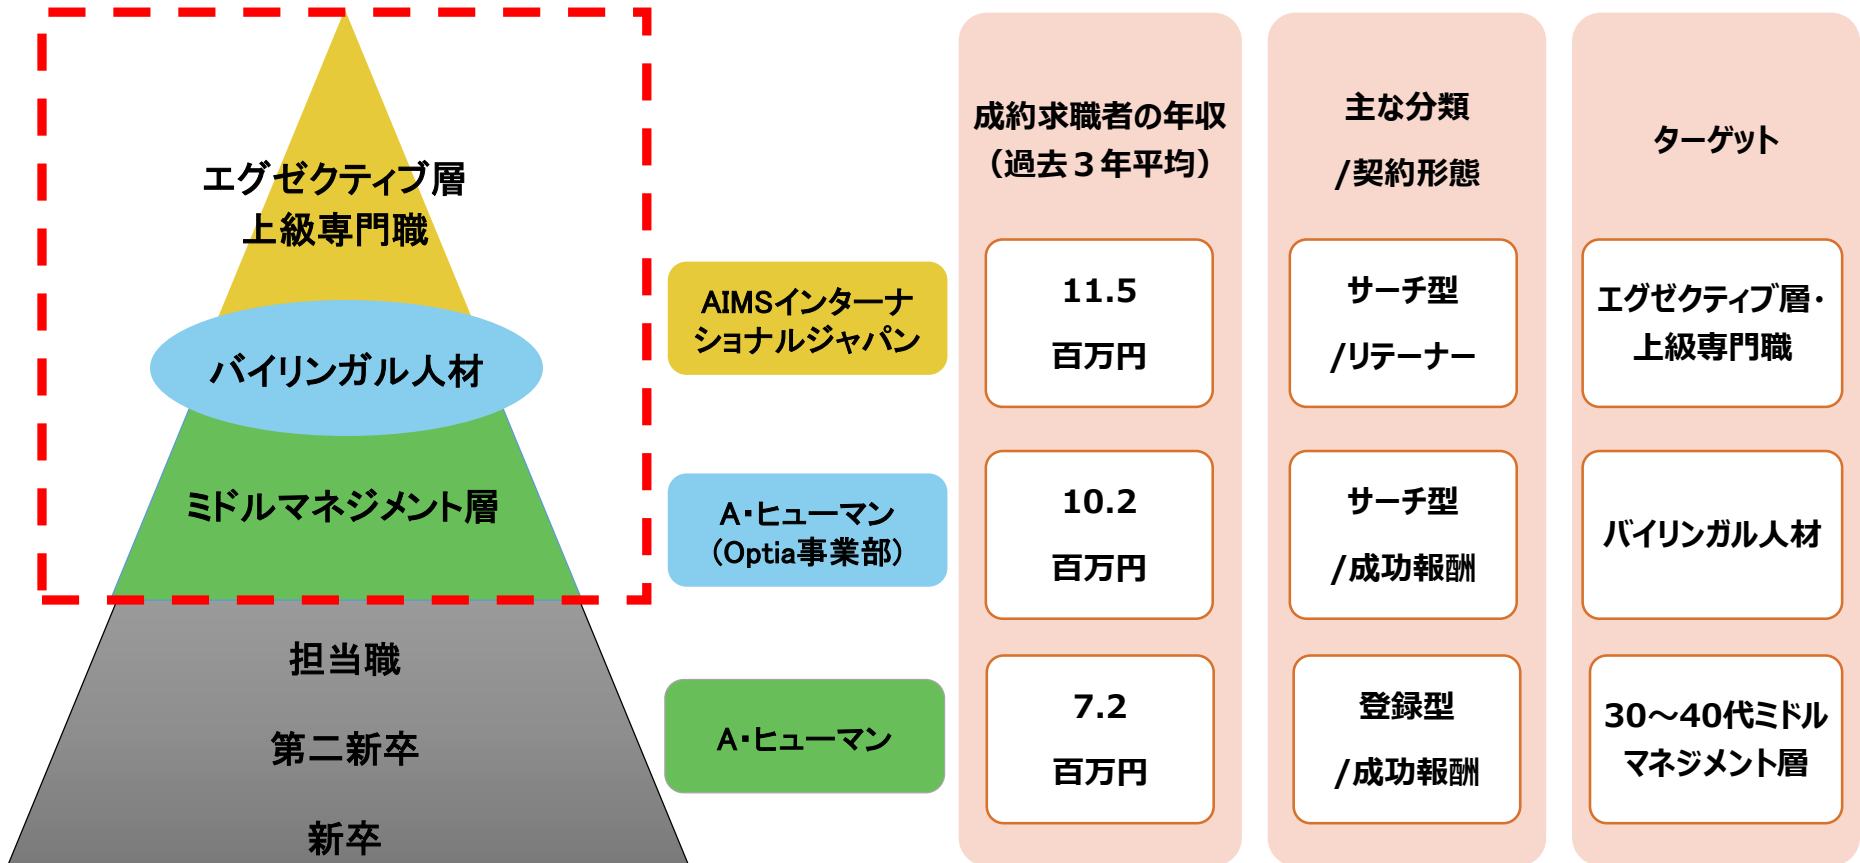 エグゼクティブ層
上級専門職
バイリンガル人材
ミドルマネジメント層
担当職
第二新卒
新卒
成約求職者の年収
（過去３年平均）
主な分類
/契約形態
ターゲット
AIMSインターナ
ショナルジャパン
11.5
百万円
サーチ型
/リテーナー
エグゼクティブ層・
上級専門職
A・ヒューマン
（Optia事業部）
10.2
百万円
サーチ型
/成功報酬
バイリンガル人材
A・ヒューマン
7.2
百万円
登録型
/成功報酬
30～40代ミドル
マネジメント層